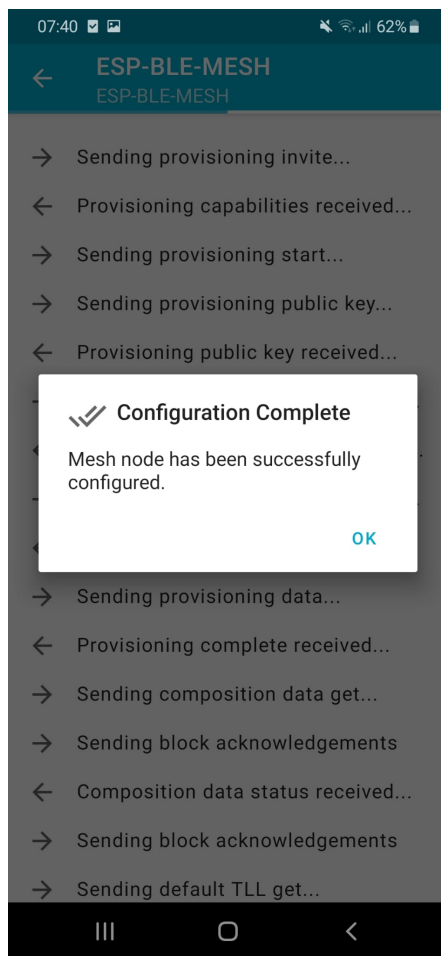 07:40 62%
ESP-BLE-MESH
ESP-BLE-MESH
Sending provisioning invite...
Provisioning capabilities received...
Sending provisioning start...
Sending provisioning public key...
Provisioning public key received...
Configuration Complete
Mesh node has been successfully
configured.
OK
Sending provisioning data...
Provisioning complete received...
Sending composition data get...
Sending block acknowledgements
Composition data status received...
Sending block acknowledgements
Sending default TLL get...